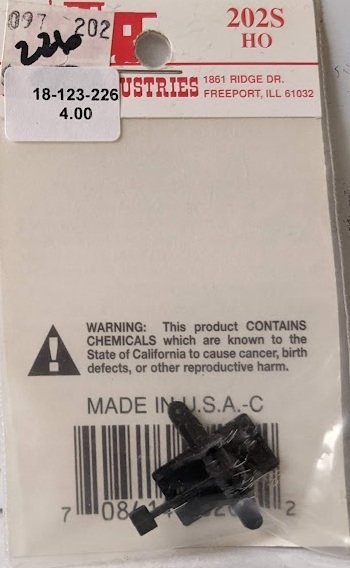 097 202
226
202S
HO
18-123-226
4.00
USTRIES 1861 RIDGE DR.
FREEPORT, ILL 61032
WARNING: This product CONTAINS
CHEMICALS which are known to the
State of California to cause cancer, birth
defects, or other reproductive harm.
MADE IN U.S.A.-C
7 2